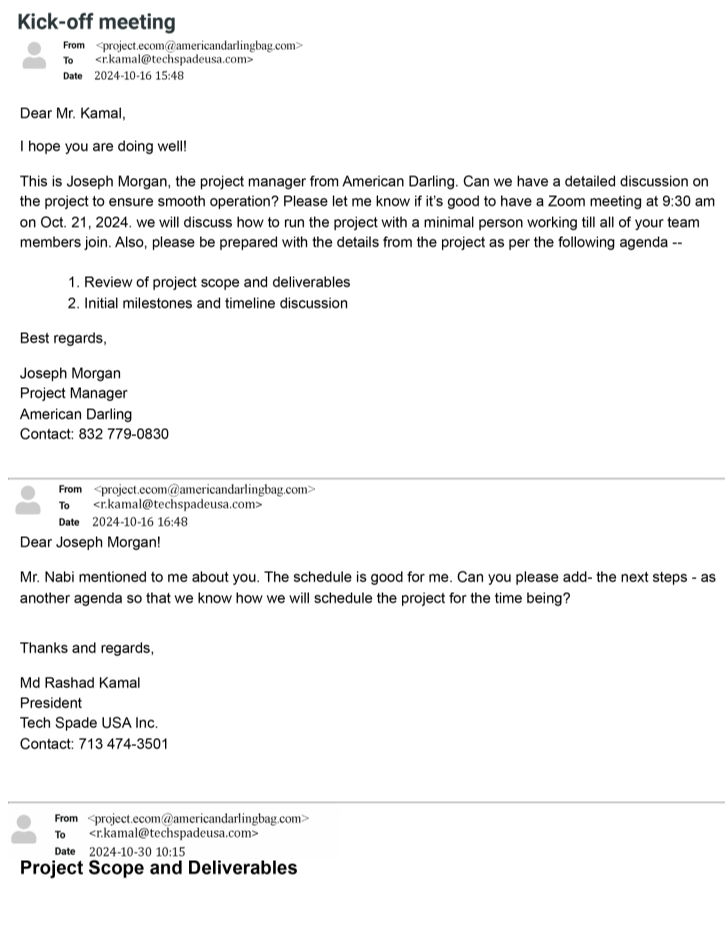 Kick-off meeting
From <project.ecom@americandarlingbag.com>
To <r.kamal@techspadeusa.com>
Date 2024-10-16 15:48
Dear Mr. Kamal,
I hope you are doing well!
This is Joseph Morgan, the project manager from American Darling. Can we have a detailed discussion on
the project to ensure smooth operation? Please let me know if it's good to have a Zoom meeting at 9:30 am
on Oct. 21, 2024. we will discuss how to run the project with a minimal person working till all of your team
members join. Also, please be prepared with the details from the project as per the following agenda --
1. Review of project scope and deliverables
2. Initial milestones and timeline discussion
Best regards,
Joseph Morgan
Project Manager
American Darling
Contact: 832 779-0830
From <project.ecom@americandarlingbag.com>
To <r.kamal@techspadeusa.com>
Date 2024-10-16 16:48
Dear Joseph Morgan!
Mr. Nabi mentioned to me about you. The schedule is good for me. Can you please add- the next steps - as
another agenda so that we know how we will schedule the project for the time being?
Thanks and regards,
Md Rashad Kamal
President
Tech Spade USA Inc.
Contact: 713 474-3501
From <project.ecom@americandarlingbag.com>
To <r.kamal@techspadeusa.com>
Date 2024-10-30 10:15
Project Scope and Deliverables